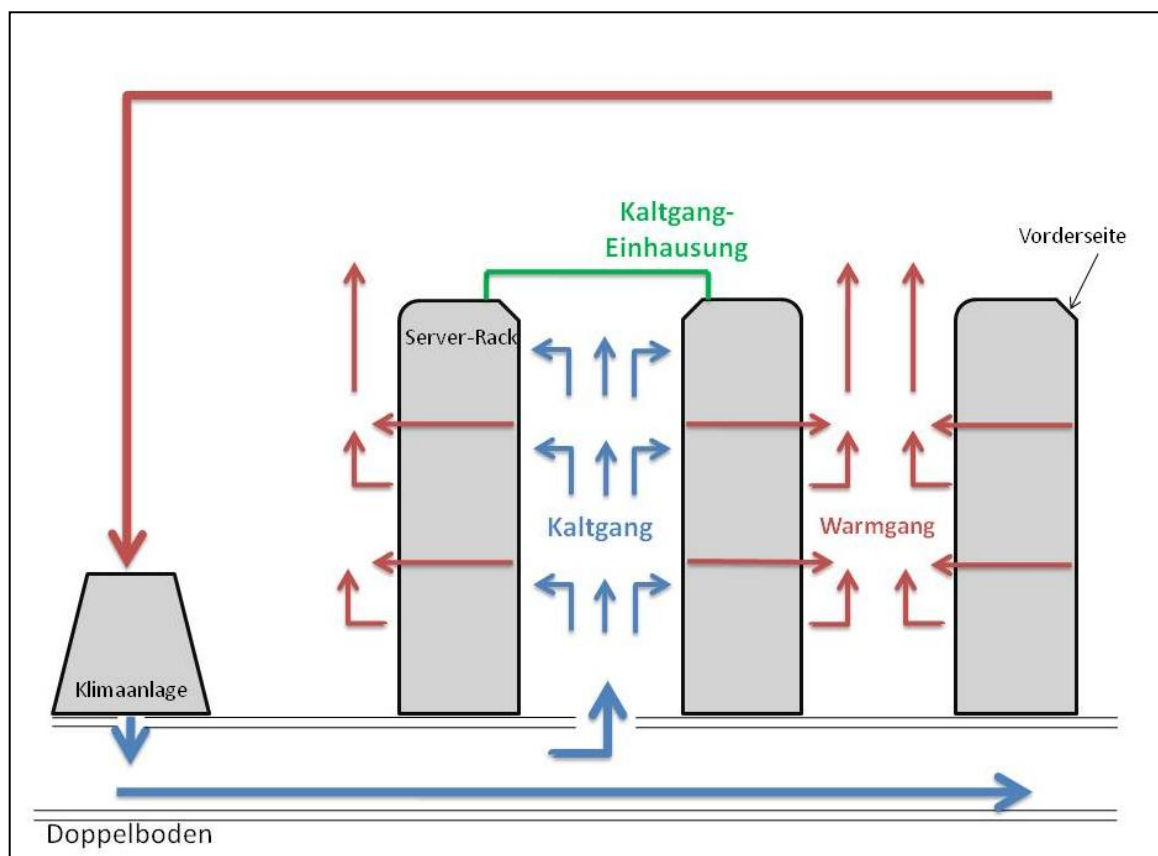 Kaltgang-
Einhausung
Vorderseite
Server-Rack
Kaltgang
Warmgang
Klimaanlage
Doppelboden